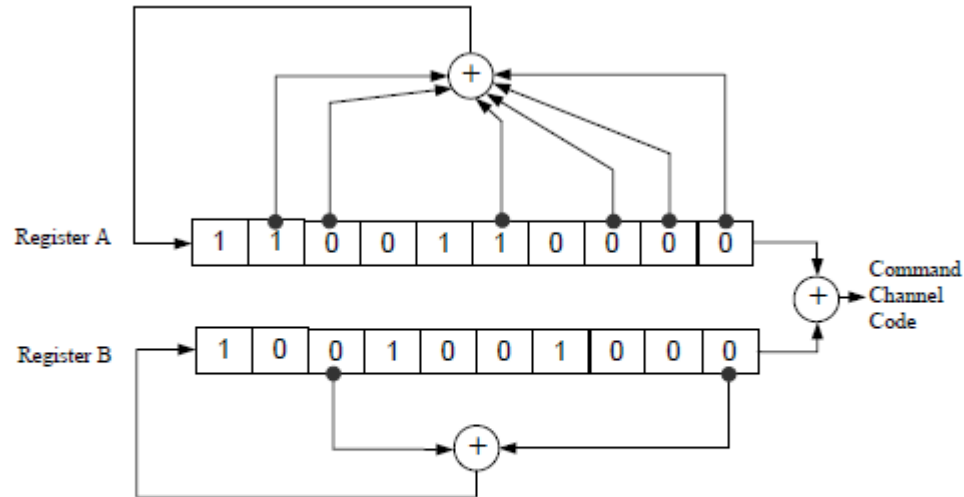 +
Register A 1 1 0 0 1 1 0 0 0 0
+
Command
Channel
Code
Register B 1 0 0 1 0 0 1 0 0 0
+